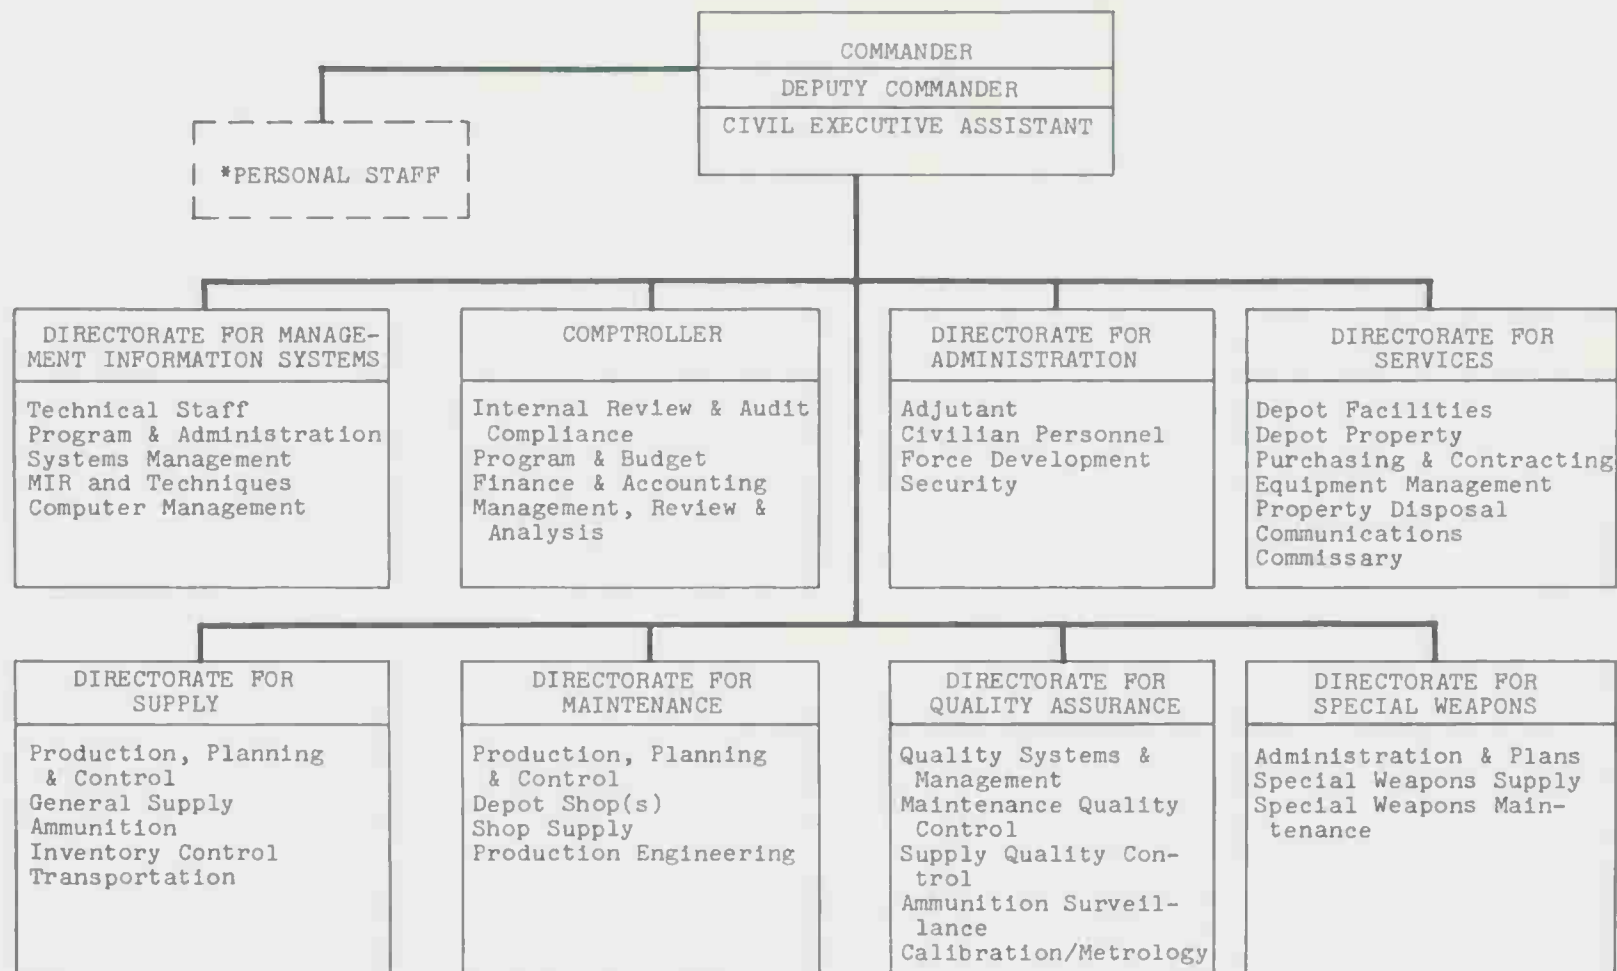 COMMANDER
DEPUTY COMMANDER
CIVIL EXECUTIVE ASSISTANT
*PERSONAL STAFF
DIRECTORATE FOR MANAGE-
MENT INFORMATION SYSTEMS
Technical Staff
Program & Administration
Systems Management
MIR and Techniques
Computer Management
COMPTROLLER
Internal Review & Audit
Compliance
Program & Budget
Finance & Accounting
Management, Review &
Analysis
DIRECTORATE FOR
ADMINISTRATION
Adjutant
Civilian Personnel
Force Development
Security
DIRECTORATE FOR
SERVICES
Depot Facilities
Depot Property
Purchasing & Contracting
Equipment Management
Property Disposal
Communications
Commissary
DIRECTORATE FOR
SUPPLY
Production, Planning
& Control
General Supply
Ammunition
Inventory Control
Transportation
DIRECTORATE FOR
MAINTENANCE
Production, Planning
& Control
Depot Shop(s)
Shop Supply
Production Engineering
DIRECTORATE FOR
QUALITY ASSURANCE
Quality Systems &
Management
Maintenance Quality
Control
Supply Quality Con-
trol
Ammunition Surveil-
lance
Calibration/Metrology
DIRECTORATE FOR
SPECIAL WEAPONS
Administration & Plans
Special Weapons Supply
Special Weapons Main-
tenance